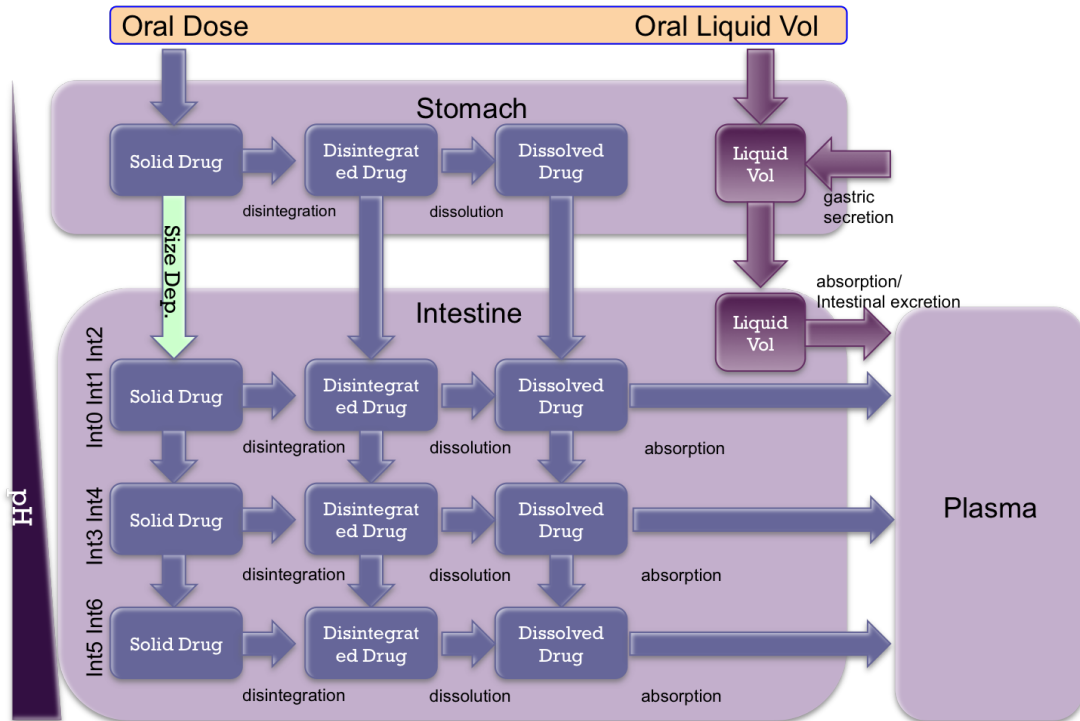 Oral Dose
Oral Liquid Vol
Stomach
Solid Drug
Disintegrat
ed Drug
Dissolved
Drug
Liquid
Vol
disintegration
dissolution
gastric
secretion
Size Dep.
absorption/
Intestinal excretion
Intestine
Liquid
Vol
Int0 Int1 Int2
Solid Drug
Disintegrat
ed Drug
Dissolved
Drug
disintegration
dissolution
absorption
pH
Int3 Int4
Solid Drug
Disintegrat
ed Drug
Dissolved
Drug
Plasma
disintegration
dissolution
absorption
Int5 Int6
Solid Drug
Disintegrat
ed Drug
Dissolved
Drug
disintegration
dissolution
absorption